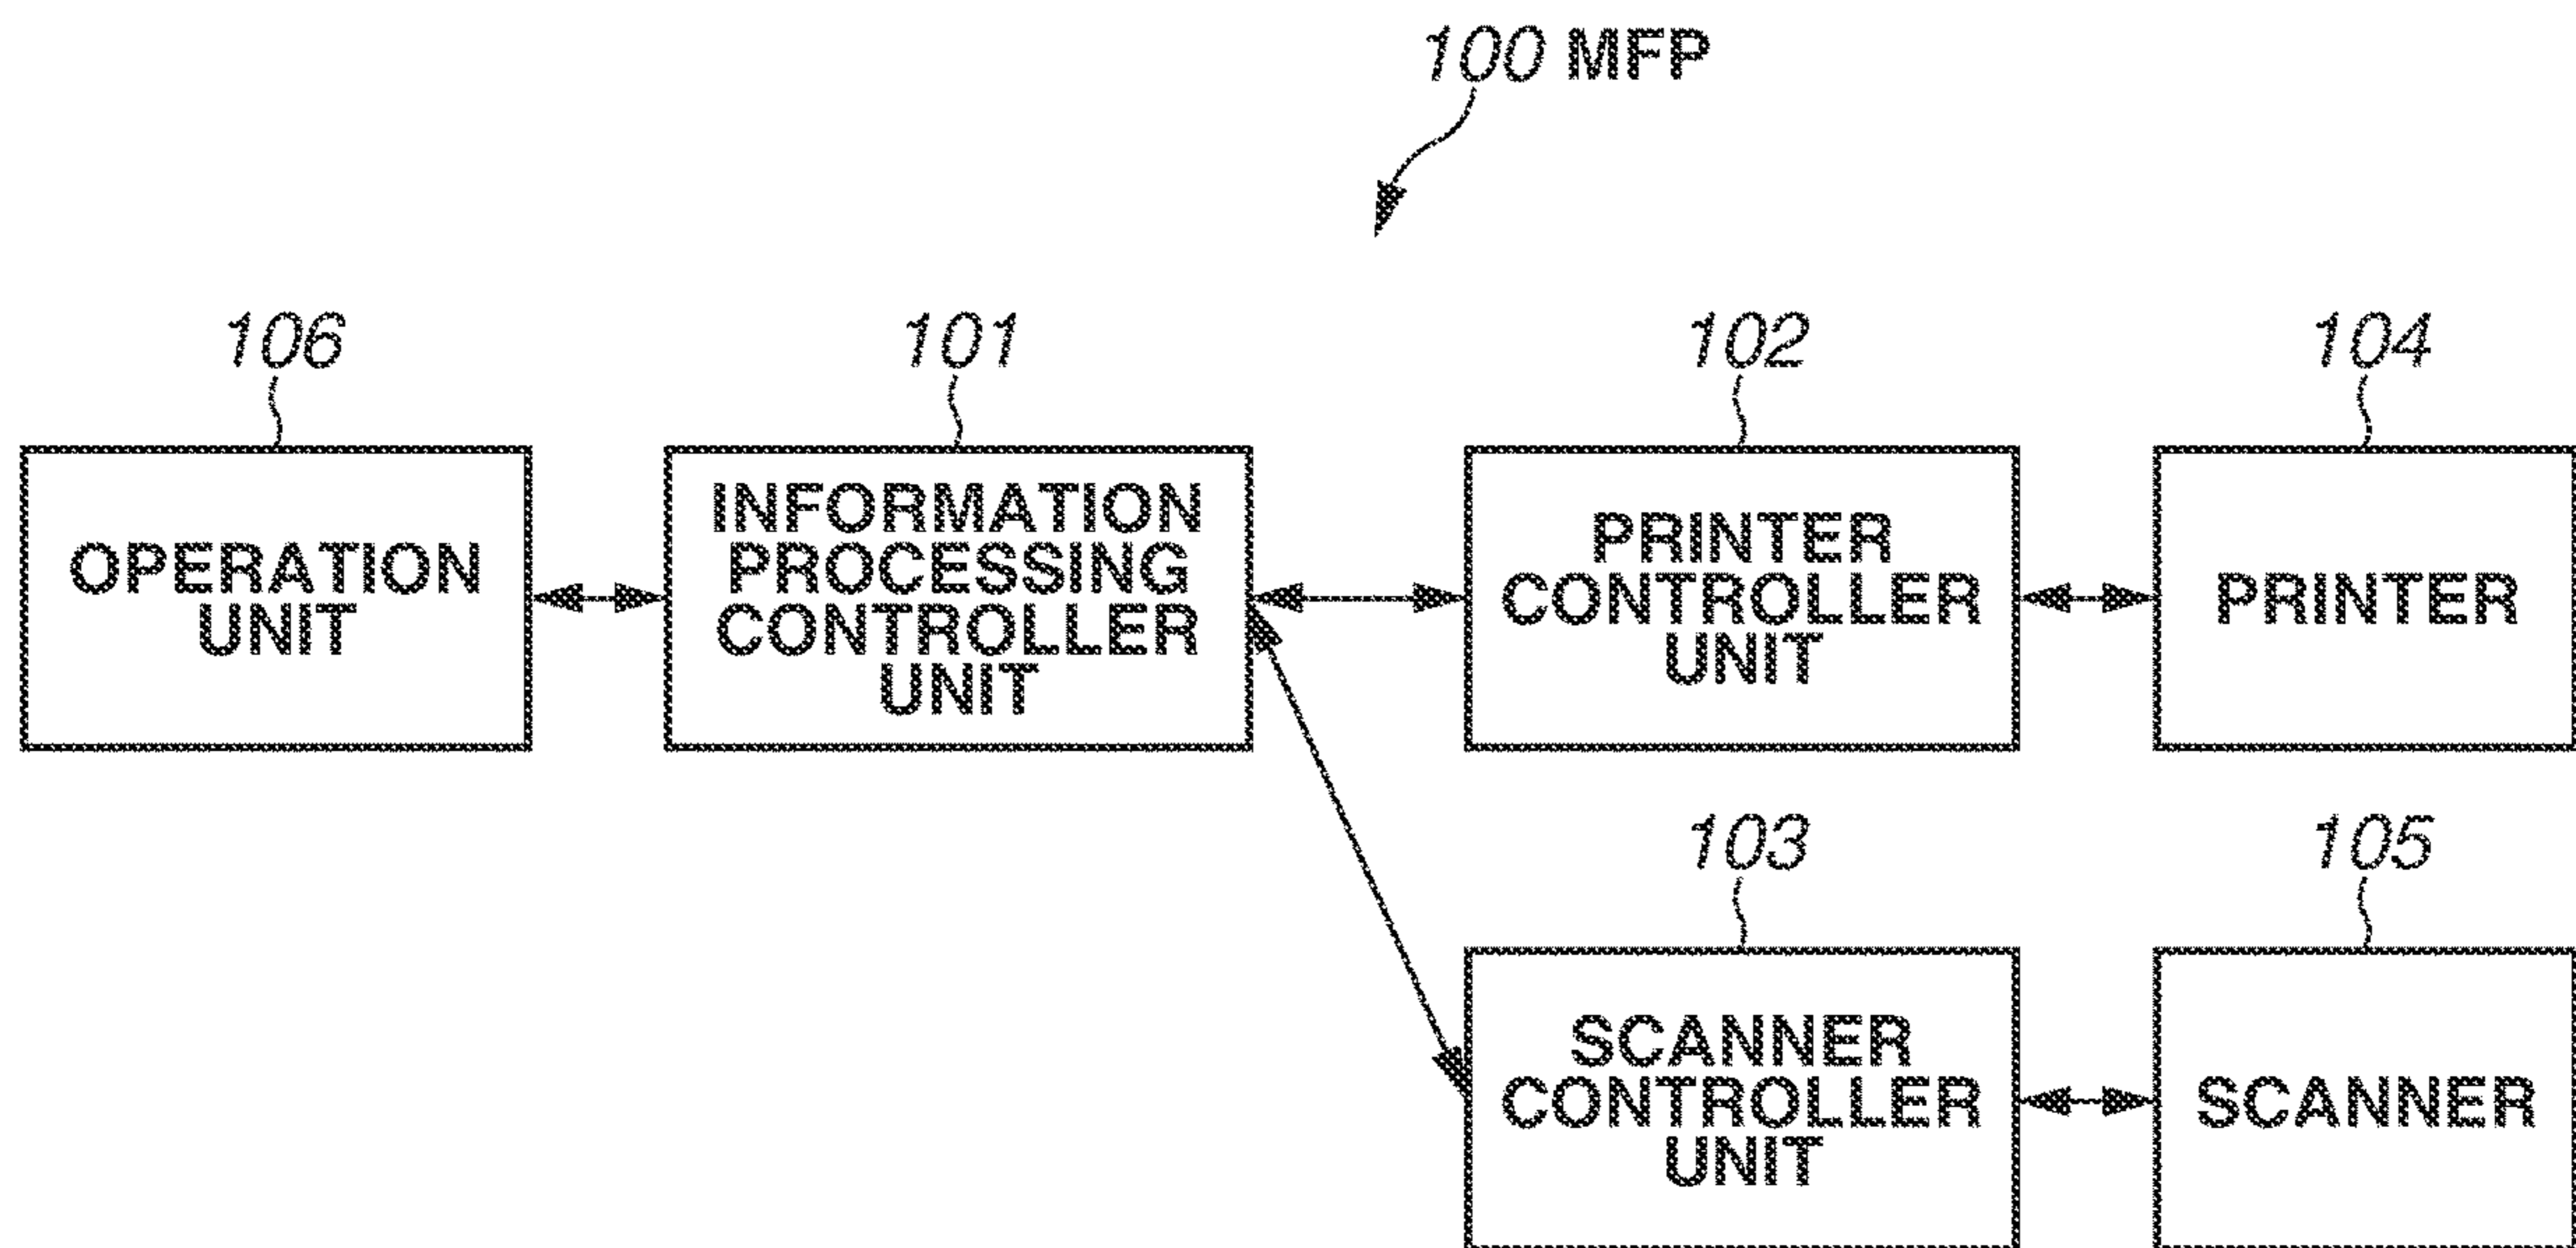 100 MFP
106
OPERATION
UNIT
101
INFORMATION
PROCESSING
CONTROLLER
UNIT
102
PRINTER
CONTROLLER
UNIT
104
PRINTER
103
SCANNER
CONTROLLER
UNIT
105
SCANNER